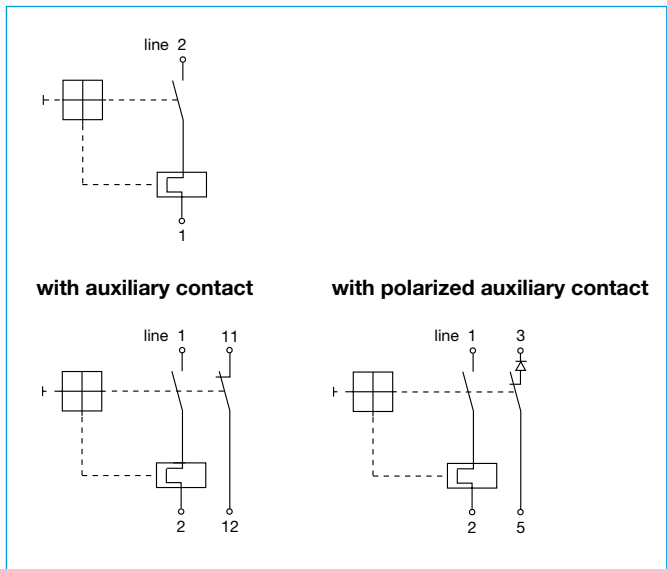 line 2
1
with auxiliary contact
with polarized auxiliary contact
line 1 11
line 1 3
2 12
2 5